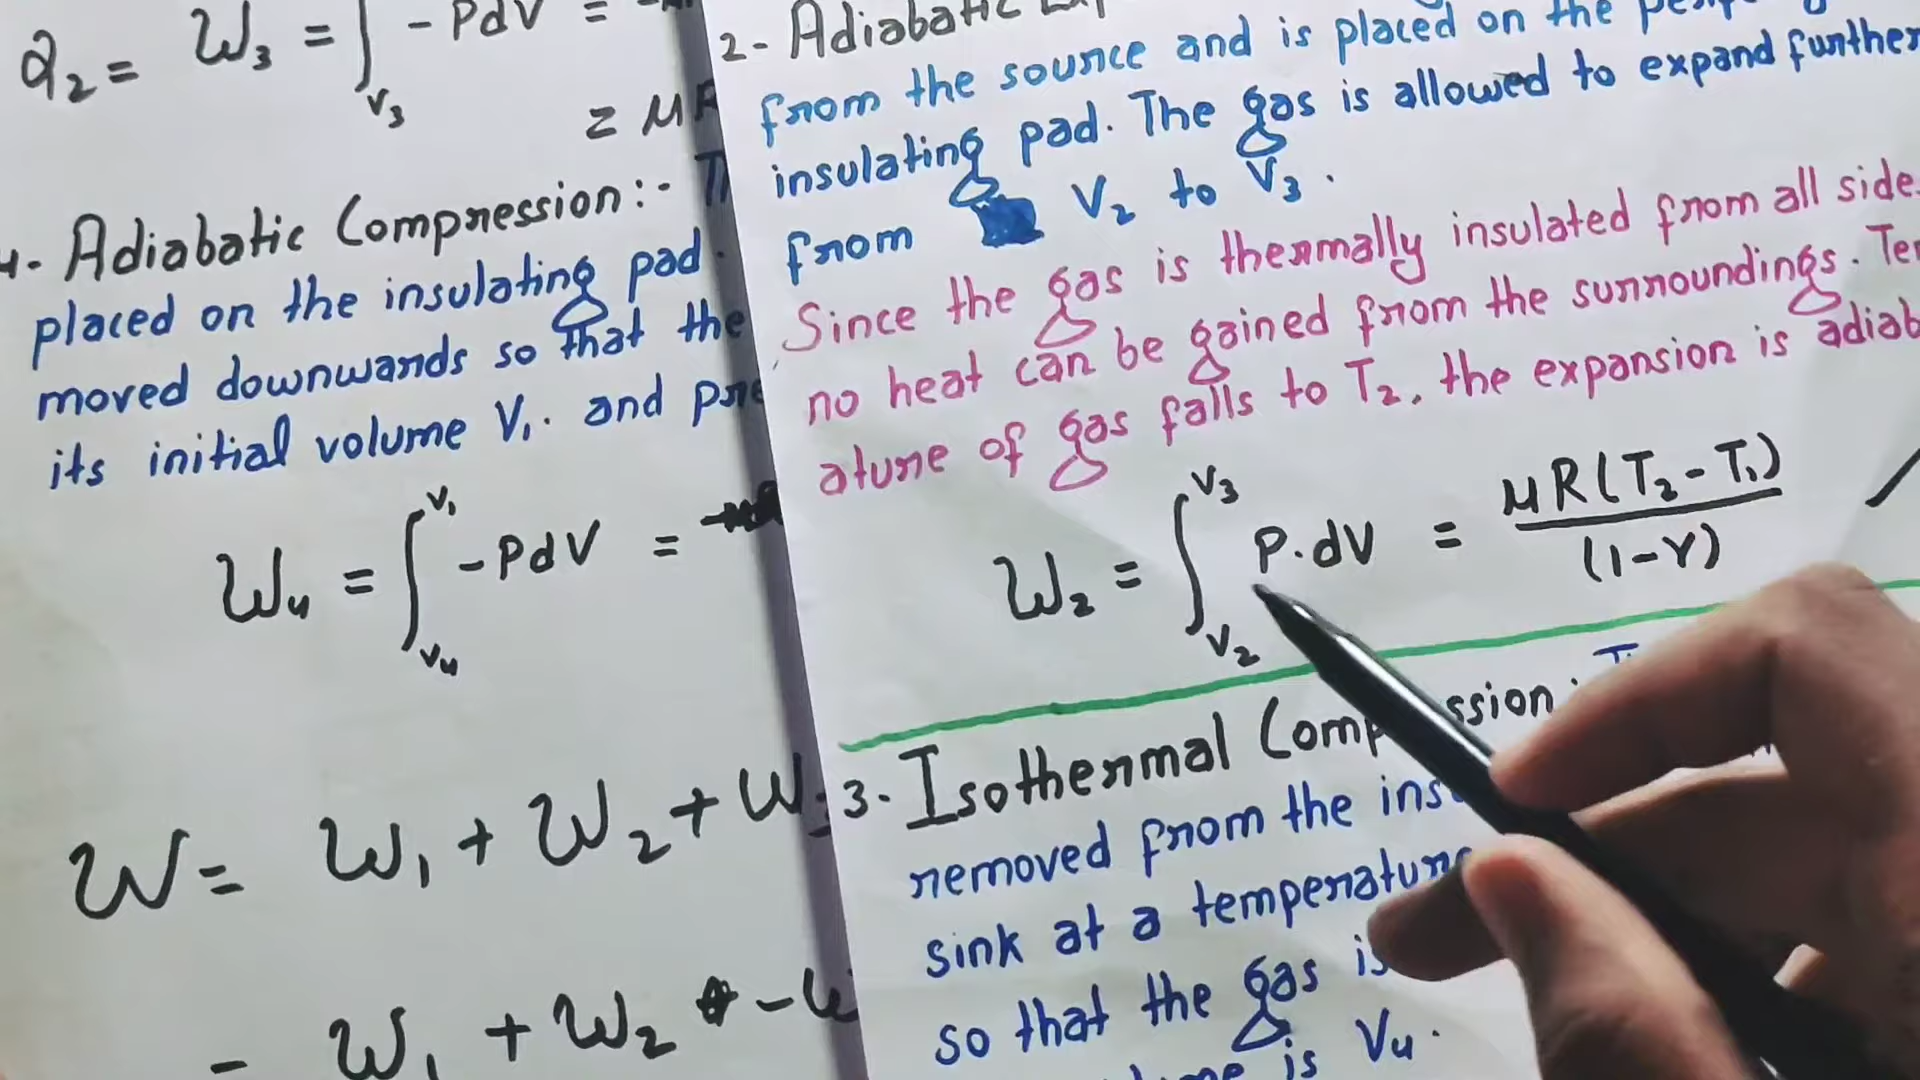 Q₂ = W₃ = ∫ - PdV =
V₃
= μR
4- Adiabatic Compression:-
placed on the insulating pad.
moved downwards so that the
its initial volume V₁. and
W₄ = ∫ -PdV =
V₁
V₄
W = W₁ + W₂ + W
= W₁ + W₂ - W
2- Adiabatic
from the source and is placed on the
insulating pad. The gas is allowed to expand further
from V₂ to V₃.
Since the gas is thermally insulated from all side
no heat can be gained from the surroundings.
ature of gas falls to T₂, the expansion is
W₂ = ∫ P.dV = μR(T₂-T₁)
V₃
V₂
(1-γ)
3- Isothermal
removed from the
sink at a
so that the gas is
is V₄.